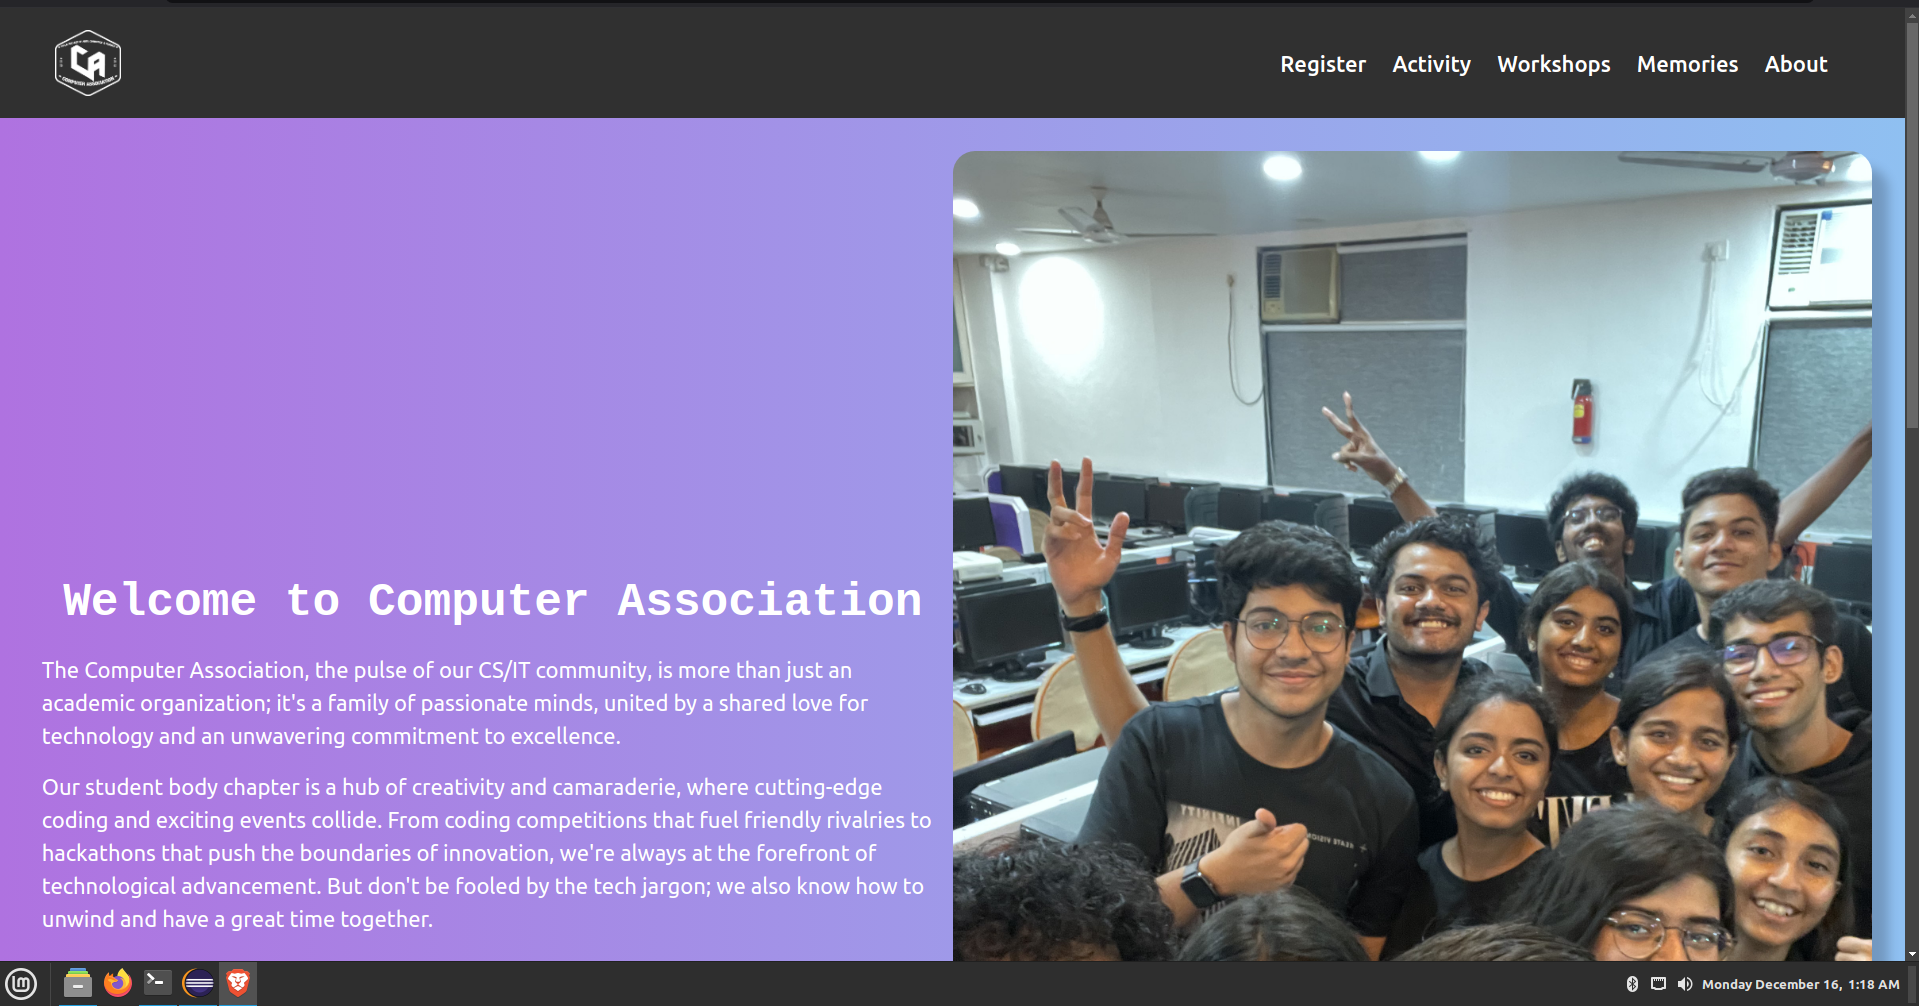 CA
COMPUTER ASSOCIATION
Register Activity Workshops Memories About
Welcome to Computer Association
The Computer Association, the pulse of our CS/IT community, is more than just an
academic organization; it's a family of passionate minds, united by a shared love for
technology and an unwavering commitment to excellence.
Our student body chapter is a hub of creativity and camaraderie, where cutting-edge
coding and exciting events collide. From coding competitions that fuel friendly rivalries to
hackathons that push the boundaries of innovation, we're always at the forefront of
technological advancement. But don't be fooled by the tech jargon; we also know how to
unwind and have a great time together.
INFINITY
Monday December 16, 1:18 AM